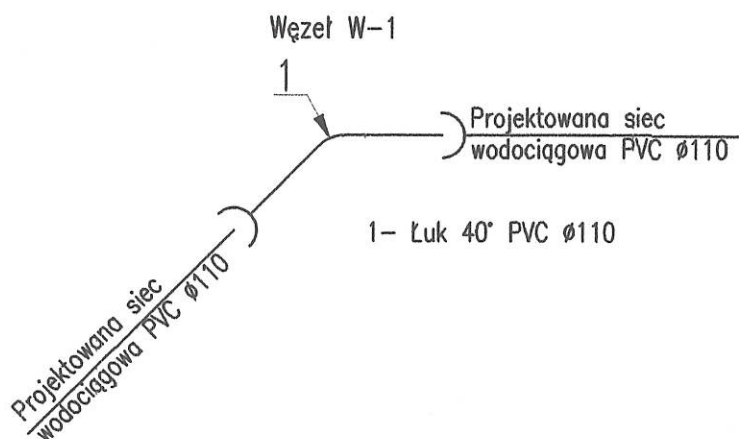 Węzeł W-1
1
Projektowana siec
wodociągowa PVC ø110
1- Łuk 40° PVC ø110
Projektowana siec
wodociągowa PVC ø110